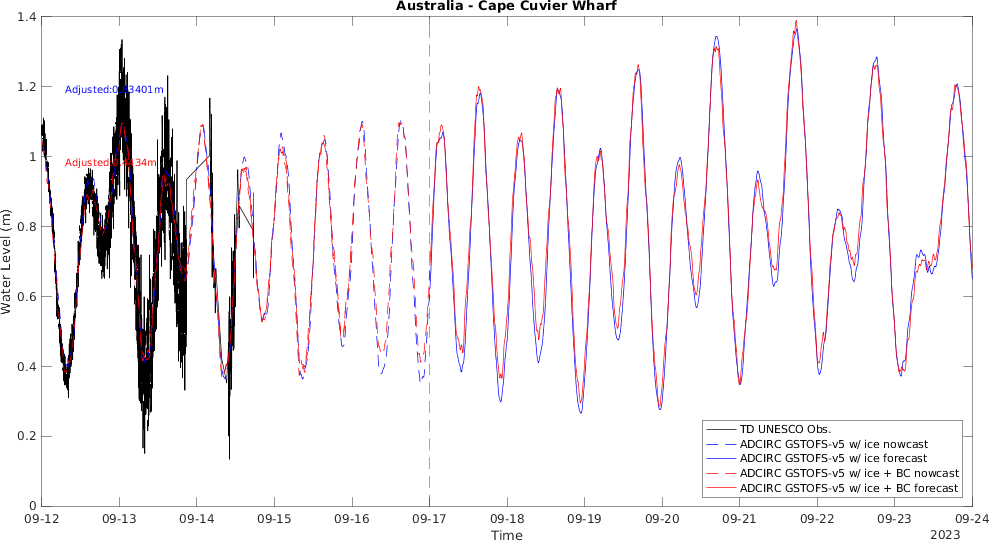 Australia - Cape Cuvier Wharf
1.4
1.2
1
0.8
0.6
0.4
0.2
0
Water Level (m)
Adjusted:0.13401m
TD UNESCO Obs.
ADCIRC GSTOFS-v5 w/ ice nowcast
ADCIRC GSTOFS-v5 w/ ice forecast
ADCIRC GSTOFS-v5 w/ ice + BC nowcast
ADCIRC GSTOFS-v5 w/ ice + BC forecast
09-12 09-13 09-14 09-15 09-16 09-17 09-18 09-19 09-20 09-21 09-22 09-23 09-24
Time
2023